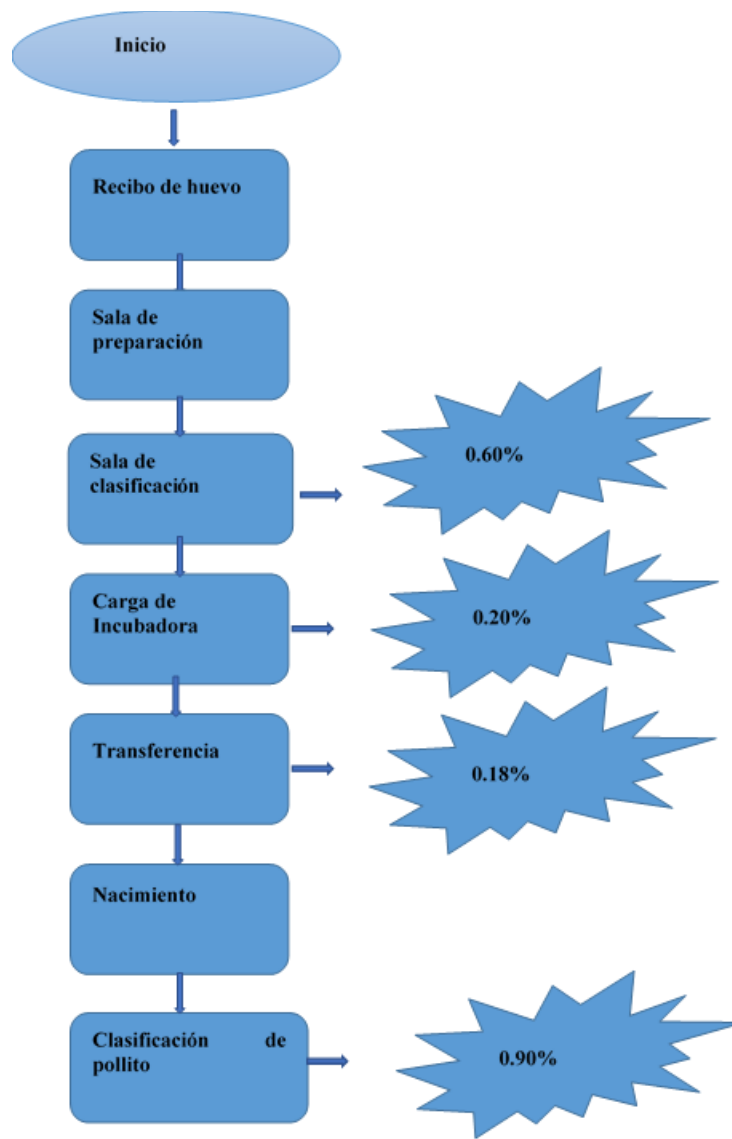 Inicio
Recibo de huevo
Sala de
preparación
Sala de
clasificación
0.60%
Carga de
Incubadora
0.20%
Transferencia
0.18%
Nacimiento
Clasificación de
pollito
0.90%